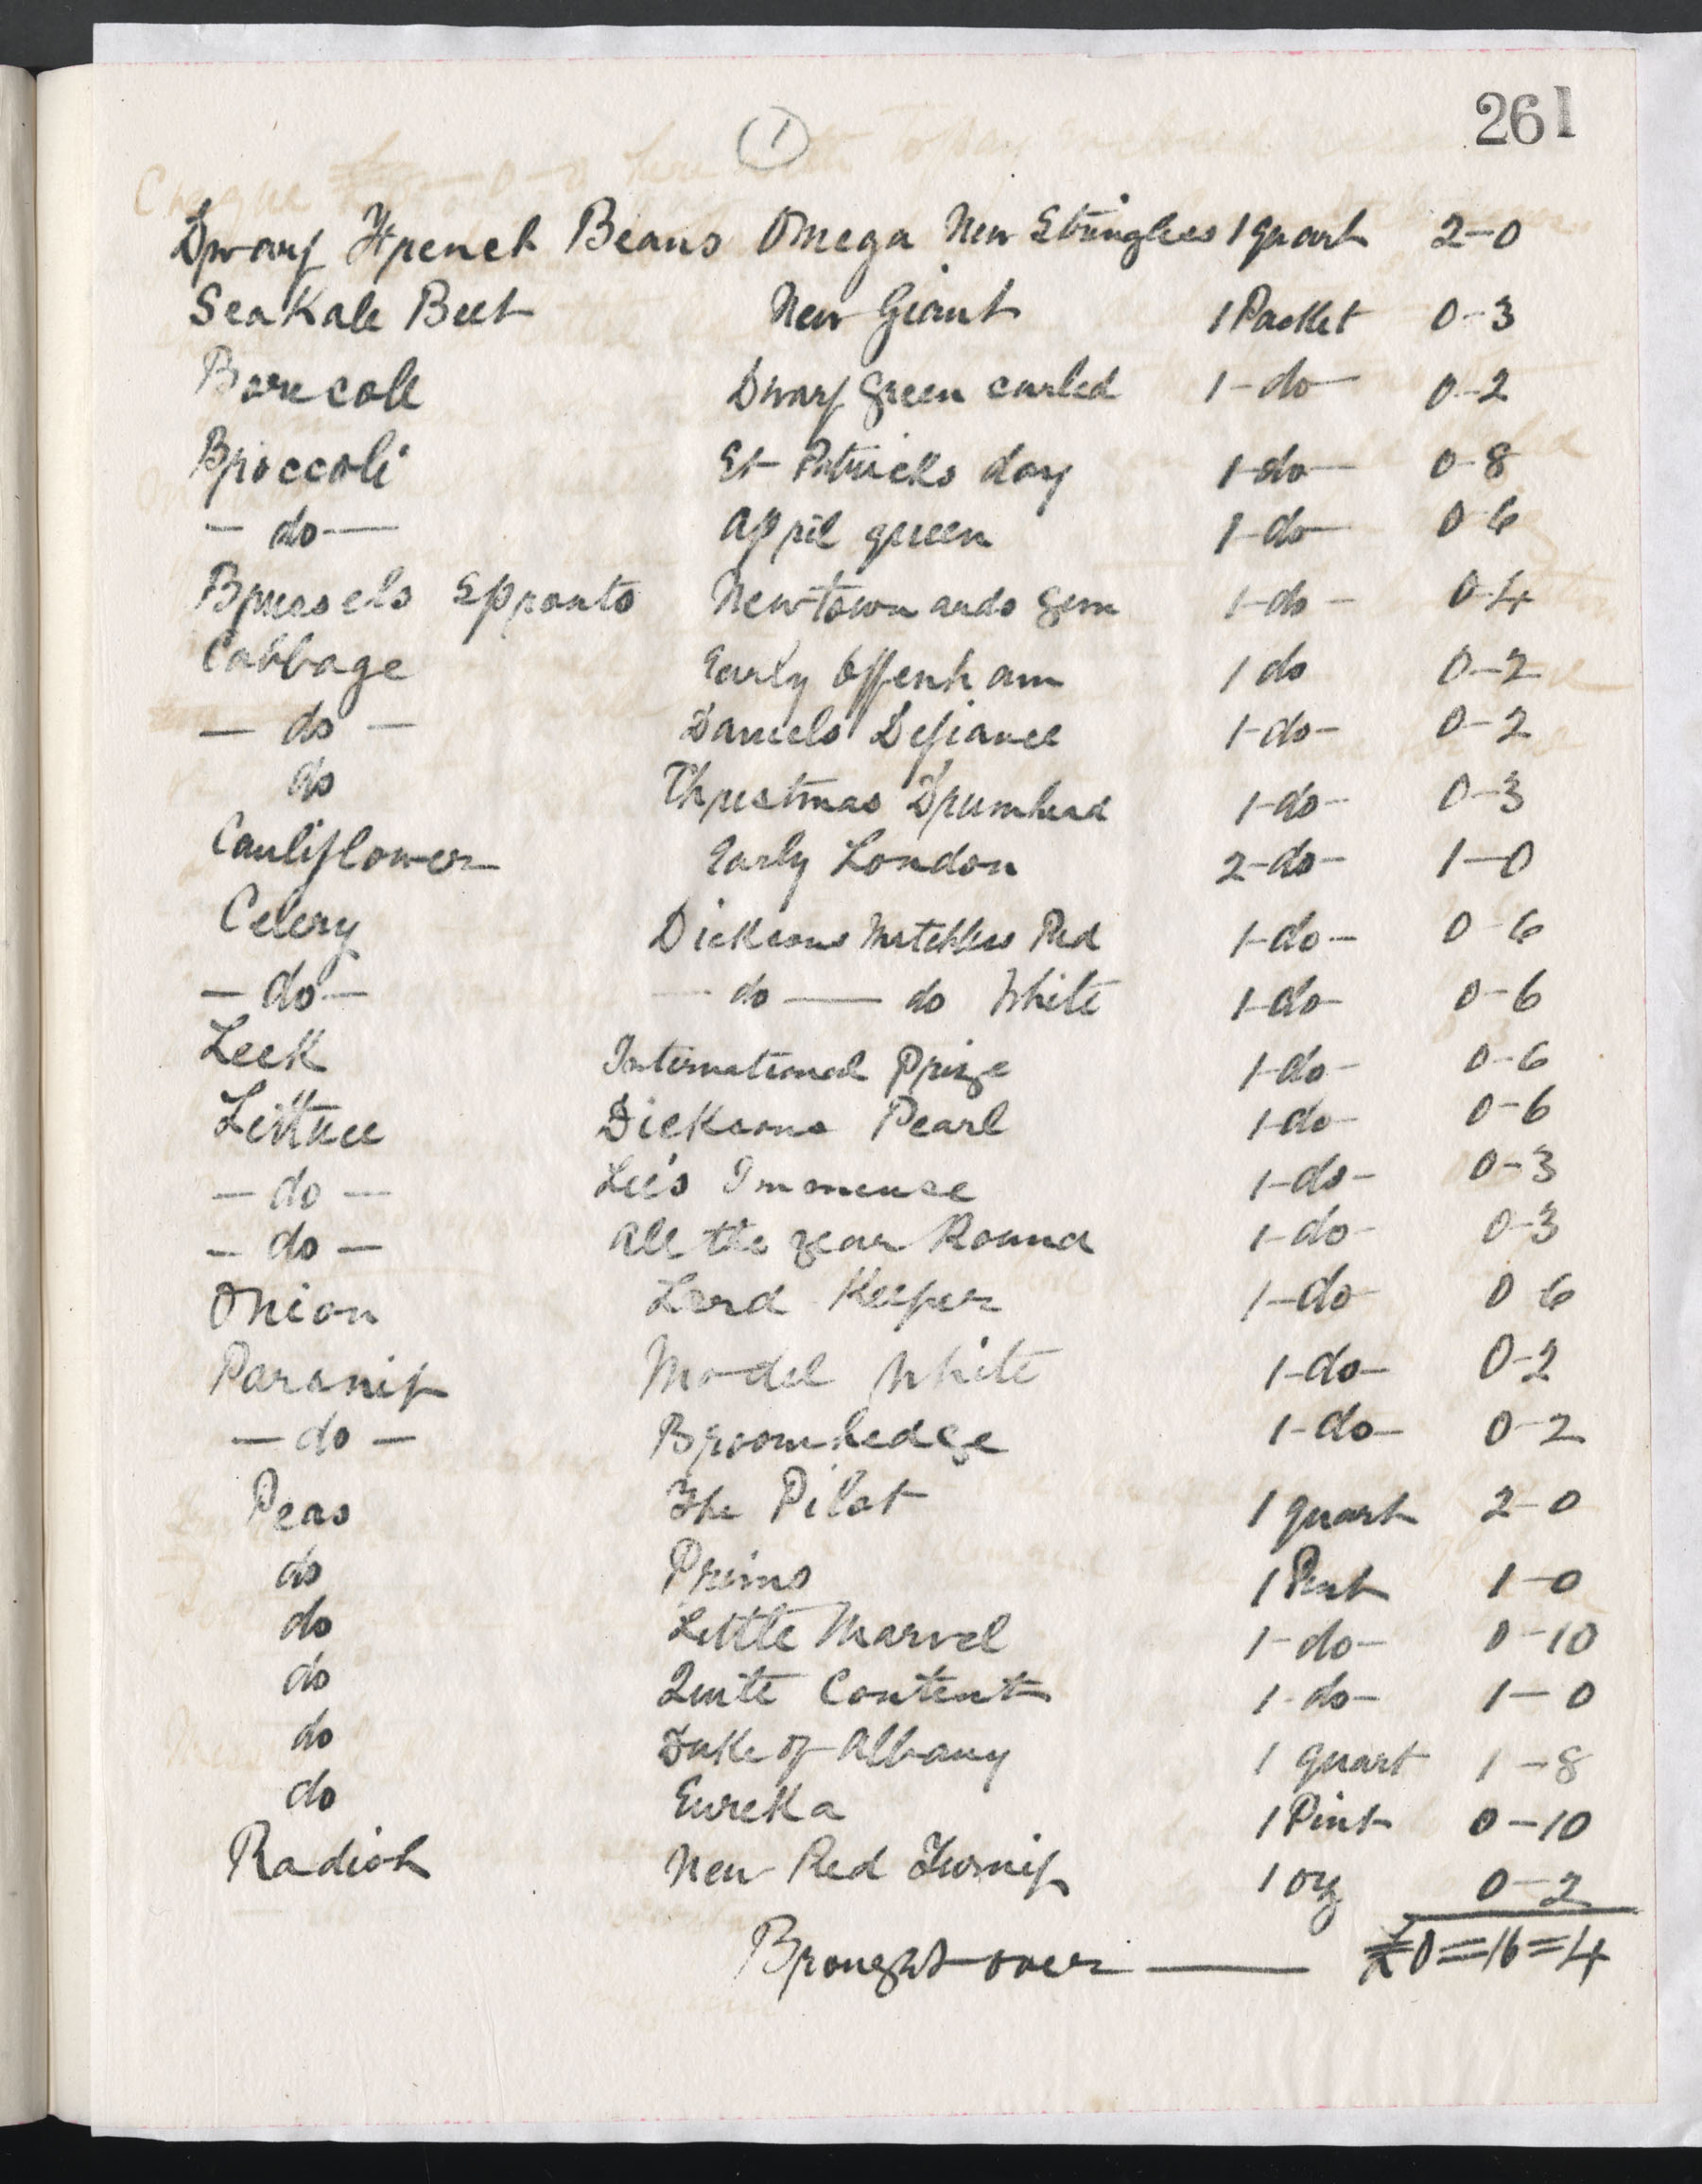 261
1
Dwarf French Beans Omega New Stringless 1 quart 2-0
SeaKale Beet New Giant 1 Packet 0-3
Borecole Dwarf green curled 1-do- 0-2
Broccoli St Patricks day 1-do- 0-8
-do- April queen 1-do- 0-6
Brussels Sprouts Newtown ards gem 1-do- 0-4
Cabbage Early Offenham 1 do 0-2
-do- Daniels Defiance 1-do- 0-2
do Christmas Drumhead 1-do- 0-3
Cauliflower Early London 2-do- 1-0
Celery Dicksons Matchless Red 1-do- 0-6
-do- -do- do White 1-do- 0-6
Leek International Prize 1-do- 0-6
Lettuce Dicksons Pearl 1-do- 0-6
-do- Lee's Immense 1-do- 0-3
-do- All the year Round 1-do- 0-3
Onion Lord Keeper 1-do- 0 6
Parsnip Model White 1-do- 0-2
-do- Broomhedge 1-do- 0-2
Peas The Pilot 1 quart 2-0
do Primo 1 Pint 1-0
do Little Marvel 1-do- 0-10
do Quite Content 1-do- 1-0
do Duke of Albany 1 quart 1-8
do Eureka 1 Pint 0-10
Radish New Red Turnip 1 oz 0-2
Brought over — £0=16=4